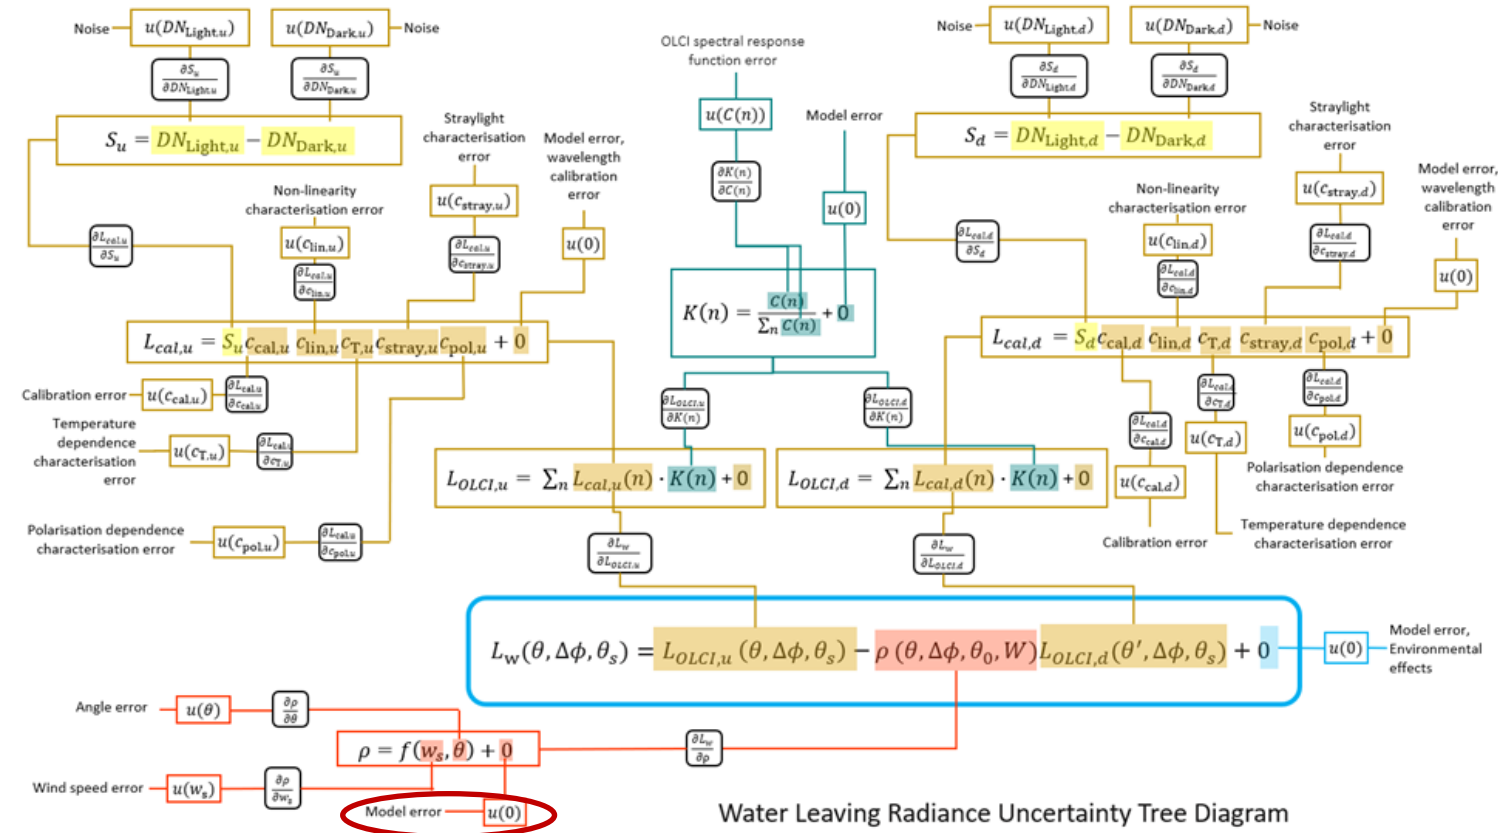 Noise
u(DN_Light,u)
u(DN_Dark,u)
Noise
∂S_u/∂DN_Light,u
∂S_u/∂DN_Dark,u
S_u = DN_Light,u − DN_Dark,u
Straylight
characterisation
error
u(c_stray,u)
∂L_cal,u/∂c_stray,u
Model error,
wavelength
calibration
error
u(0)
Non-linearity
characterisation error
u(c_lin,u)
∂L_cal,u/∂c_lin,u
∂L_cal,u/∂S_u
L_cal,u = S_u c_cal,u c_lin,u c_T,u c_stray,u c_pol,u + 0
Calibration error
u(c_cal,u)
∂L_cal,u/∂c_cal,u
Temperature
dependence
characterisation
error
u(c_T,u)
∂L_cal,u/∂c_T,u
Polarisation dependence
characterisation error
u(c_pol,u)
∂L_cal,u/∂c_pol,u
OLCI spectral response
function error
u(C(n))
∂K(n)/∂C(n)
Model error
u(0)
K(n) = C(n)/∑_n C(n) + 0
∂L_OLCI,u/∂K(n)
∂L_OLCI,d/∂K(n)
Noise
u(DN_Light,d)
u(DN_Dark,d)
Noise
∂S_d/∂DN_Light,d
∂S_d/∂DN_Dark,d
S_d = DN_Light,d − DN_Dark,d
Straylight
characterisation
error
u(c_stray,d)
∂L_cal,d/∂c_stray,d
Model error,
wavelength
calibration
error
u(0)
Non-linearity
characterisation error
u(c_lin,d)
∂L_cal,d/∂c_lin,d
∂L_cal,d/∂S_d
L_cal,d = S_d c_cal,d c_lin,d c_T,d c_stray,d c_pol,d + 0
∂L_cal,d/∂c_cal,d
u(c_cal,d)
Calibration error
∂L_cal,d/∂c_T,d
u(c_T,d)
Temperature dependence
characterisation error
∂L_cal,d/∂c_pol,d
u(c_pol,d)
Polarisation dependence
characterisation error
L_OLCI,u = ∑_n L_cal,u(n) · K(n) + 0
L_OLCI,d = ∑_n L_cal,d(n) · K(n) + 0
∂L_w/∂L_OLCI,u
∂L_w/∂L_OLCI,d
L_w(θ, Δϕ, θ_s) = L_OLCI,u (θ, Δϕ, θ_s) − ρ (θ, Δϕ, θ_0, W) L_OLCI,d (θ′, Δϕ, θ_s) + 0
u(0)
Model error,
Environmental
effects
Angle error
u(θ)
∂ρ/∂θ
ρ = f(w_s, θ) + 0
∂L_w/∂ρ
Wind speed error
u(w_s)
∂ρ/∂w_s
Model error
u(0)
Water Leaving Radiance Uncertainty Tree Diagram